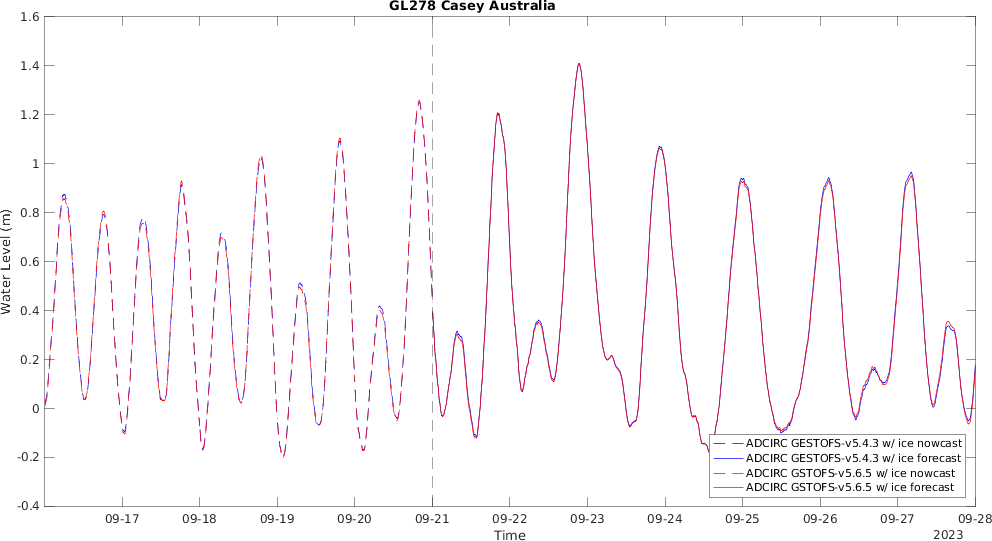 GL278 Casey Australia
1.6
1.4
1.2
1
0.8
0.6
0.4
0.2
0
-0.2
-0.4
Water Level (m)
ADCIRC GESTOFS-v5.4.3 w/ ice nowcast
ADCIRC GESTOFS-v5.4.3 w/ ice forecast
ADCIRC GSTOFS-v5.6.5 w/ ice nowcast
ADCIRC GSTOFS-v5.6.5 w/ ice forecast
09-17 09-18 09-19 09-20 09-21 09-22 09-23 09-24 09-25 09-26 09-27 09-28
Time
2023